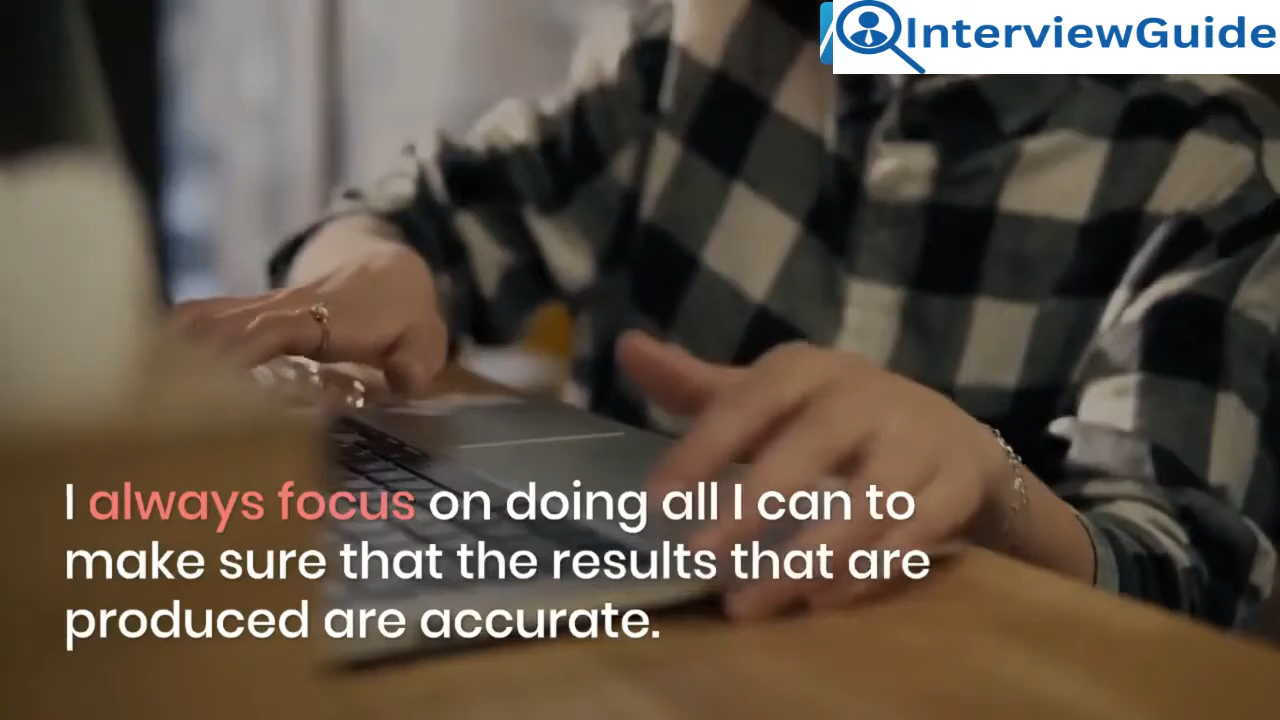 InterviewGuide
I always focus on doing all I can to
make sure that the results that are
produced are accurate.